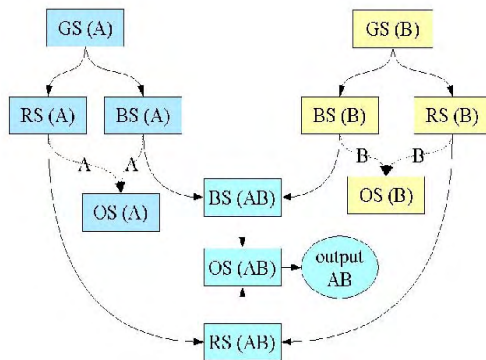 GS (A)
GS (B)
RS (A)
BS (A)
BS (B)
RS (B)
A
A
B
B
OS (A)
BS (AB)
OS (B)
OS (AB)
output
AB
RS (AB)